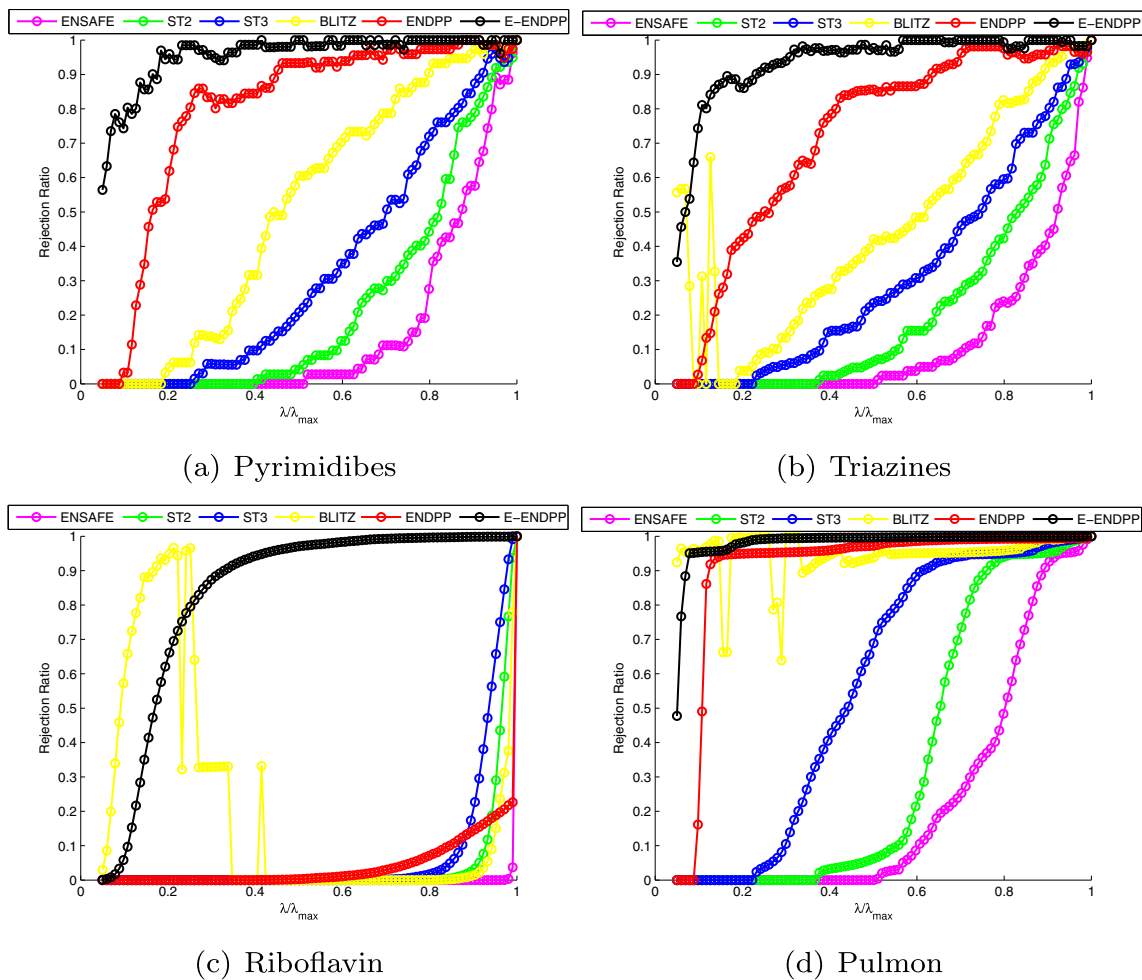 ENSAFE ST2 ST3 BLITZ ENDPP E-ENDPP
1
0.9
0.8
0.7
0.6
0.5
0.4
0.3
0.2
0.1
0
Rejection Ratio
0 0.2 0.4 0.6 0.8 1
λ/λmax
(a) Pyrimidibes
ENSAFE ST2 ST3 BLITZ ENDPP E-ENDPP
1
0.9
0.8
0.7
0.6
0.5
0.4
0.3
0.2
0.1
0
Rejection Ratio
0 0.2 0.4 0.6 0.8 1
λ/λmax
(b) Triazines
ENSAFE ST2 ST3 BLITZ ENDPP E-ENDPP
1
0.9
0.8
0.7
0.6
0.5
0.4
0.3
0.2
0.1
0
Rejection Ratio
0 0.2 0.4 0.6 0.8 1
λ/λmax
(c) Riboflavin
ENSAFE ST2 ST3 BLITZ ENDPP E-ENDPP
1
0.9
0.8
0.7
0.6
0.5
0.4
0.3
0.2
0.1
0
Rejection Ratio
0 0.2 0.4 0.6 0.8 1
λ/λmax
(d) Pulmon